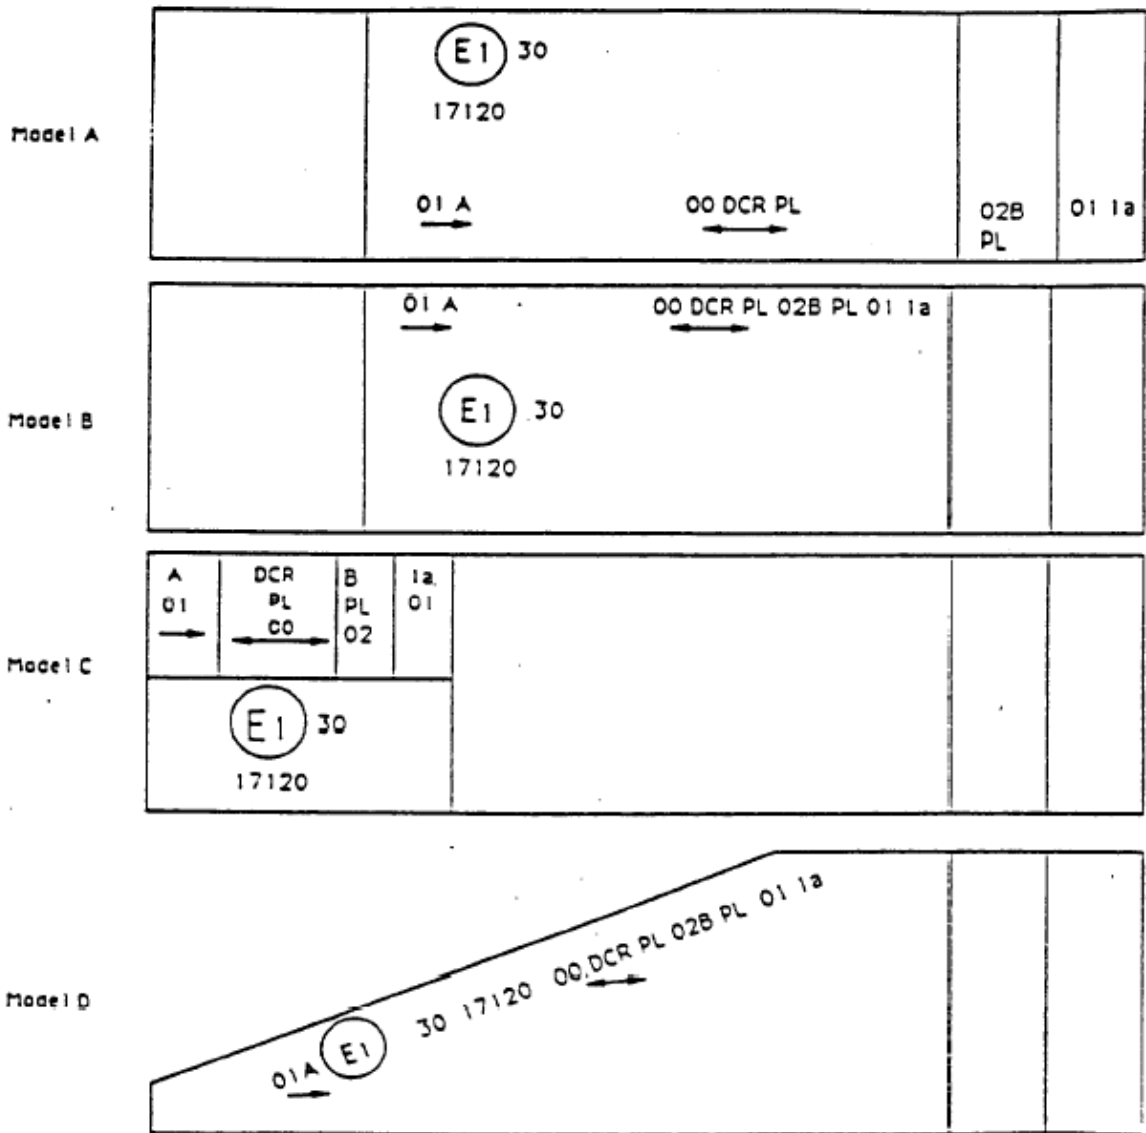 Model A
E1 30
17120
01 A
00 DCR PL
02B
PL
01 1a
Model B
01 A
00 DCR PL 02B PL 01 1a
E1 30
17120
Model C
A
01
DCR
PL
00
B
PL
02
1a
01
E1 30
17120
Model D
01 A E1 30 17120 00 DCR PL 02B PL 01 1a